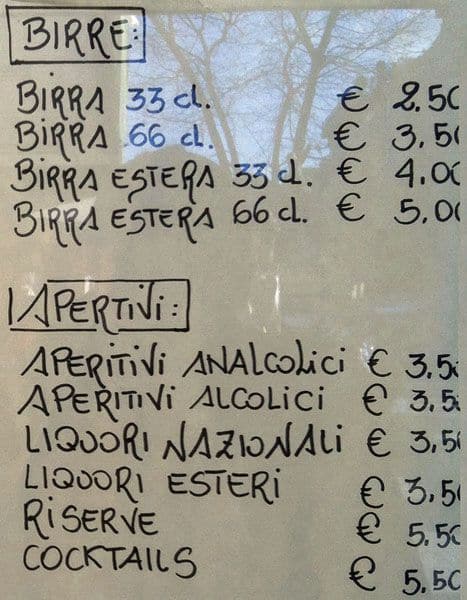 BIRRE:
BIRRA 33 cl. € 2.50
BIRRA 66 cl. € 3.50
BIRRA ESTERA 33 cl. € 4.00
BIRRA ESTERA 66 cl. € 5.00
APERTIVI:
APERITIVI ANALCOLICI € 3.50
APERITIVI ALCOLICI € 3.50
LIQUORI NAZIONALI € 3,50
LIQUORI ESTERI € 3,50
RISERVE € 5.50
COCKTAILS € 5,50